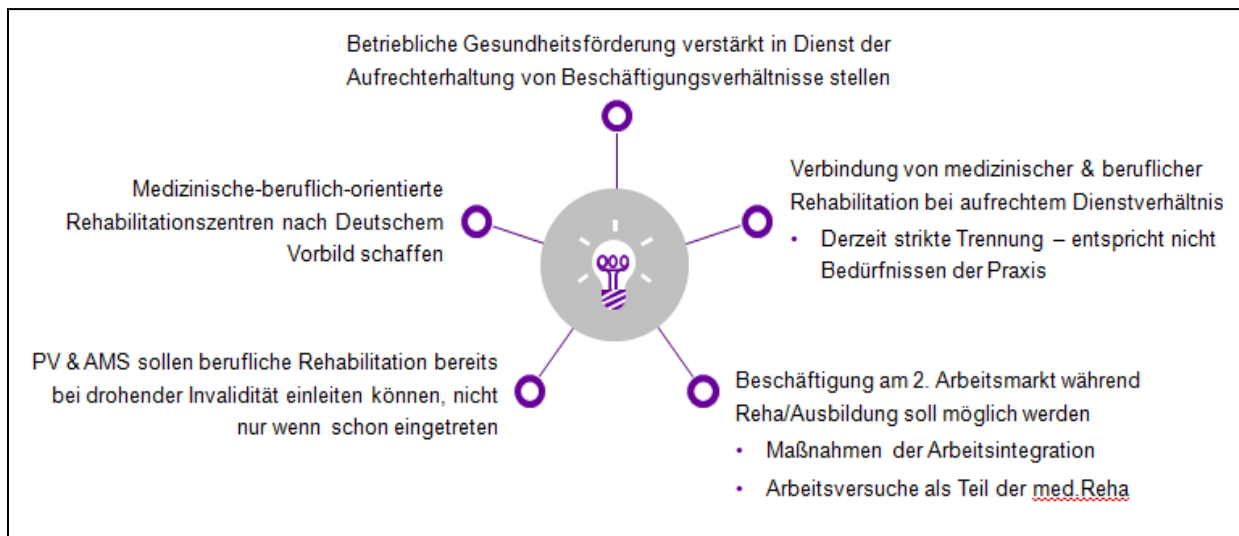 Betriebliche Gesundheitsförderung verstärkt in Dienst der
Aufrechterhaltung von Beschäftigungsverhältnisse stellen
Verbindung von medizinischer & beruflicher
Rehabilitation bei aufrechtem Dienstverhältnis
• Derzeit strikte Trennung – entspricht nicht
Bedürfnissen der Praxis
Beschäftigung am 2. Arbeitsmarkt während
Reha/Ausbildung soll möglich werden
• Maßnahmen der Arbeitsintegration
• Arbeitsversuche als Teil der med.Reha
PV & AMS sollen berufliche Rehabilitation bereits
bei drohender Invalidität einleiten können, nicht
nur wenn schon eingetreten
Medizinische-beruflich-orientierte
Rehabilitationszentren nach Deutschem
Vorbild schaffen